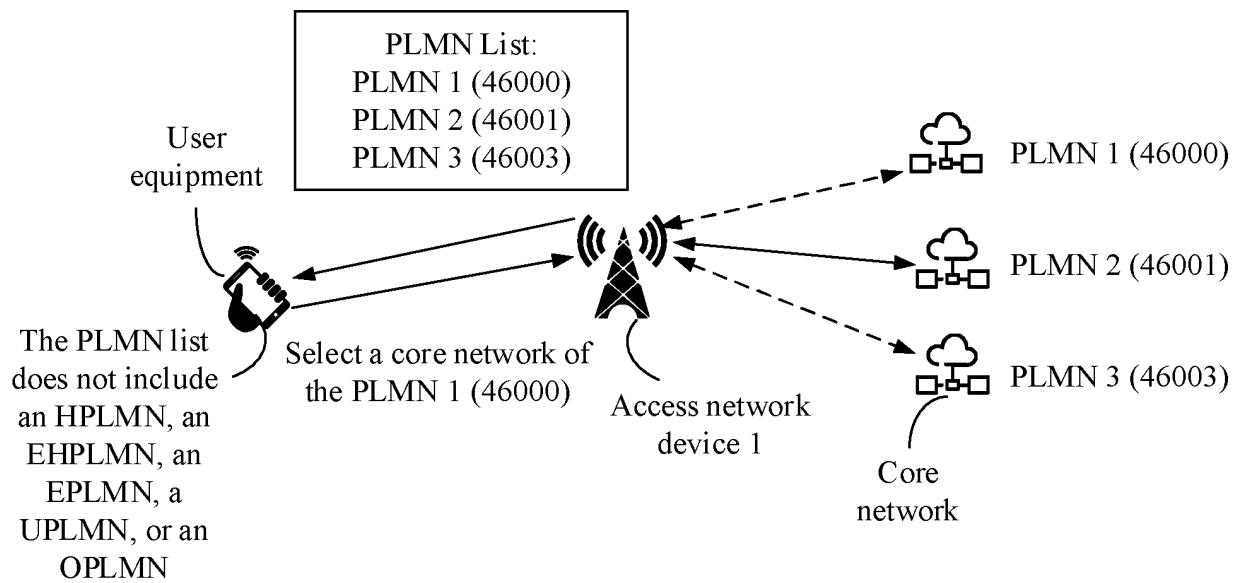 PLMN List:
PLMN 1 (46000)
PLMN 2 (46001)
PLMN 3 (46003)
User
equipment
PLMN 1 (46000)
PLMN 2 (46001)
PLMN 3 (46003)
The PLMN list
does not include
an HPLMN, an
EHPLMN, an
EPLMN, a
UPLMN, or an
OPLMN
Select a core network of
the PLMN 1 (46000)
Access network
device 1
Core
network